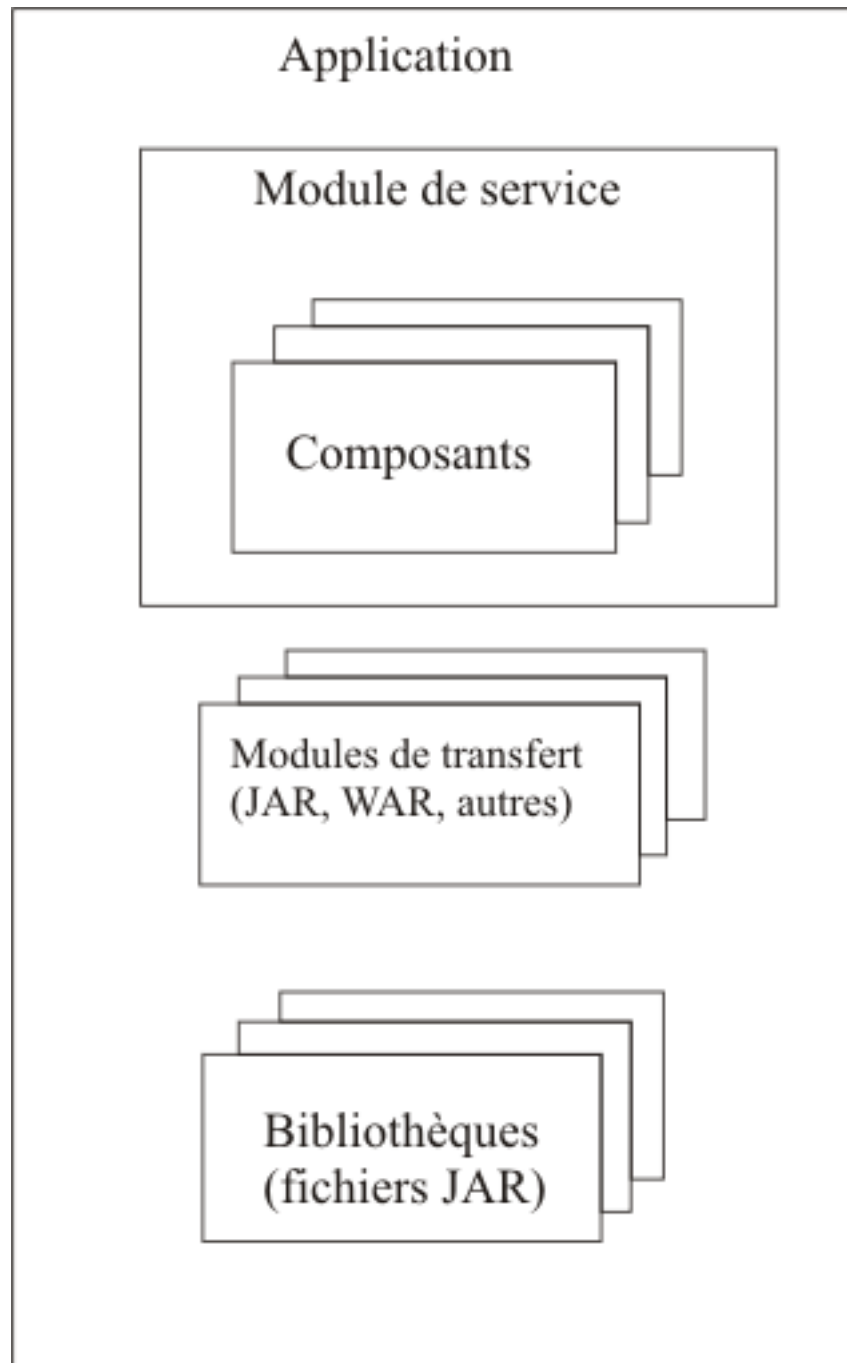 Application
Module de service
Composants
Modules de transfert
(JAR, WAR, autres)
Bibliothèques
(fichiers JAR)